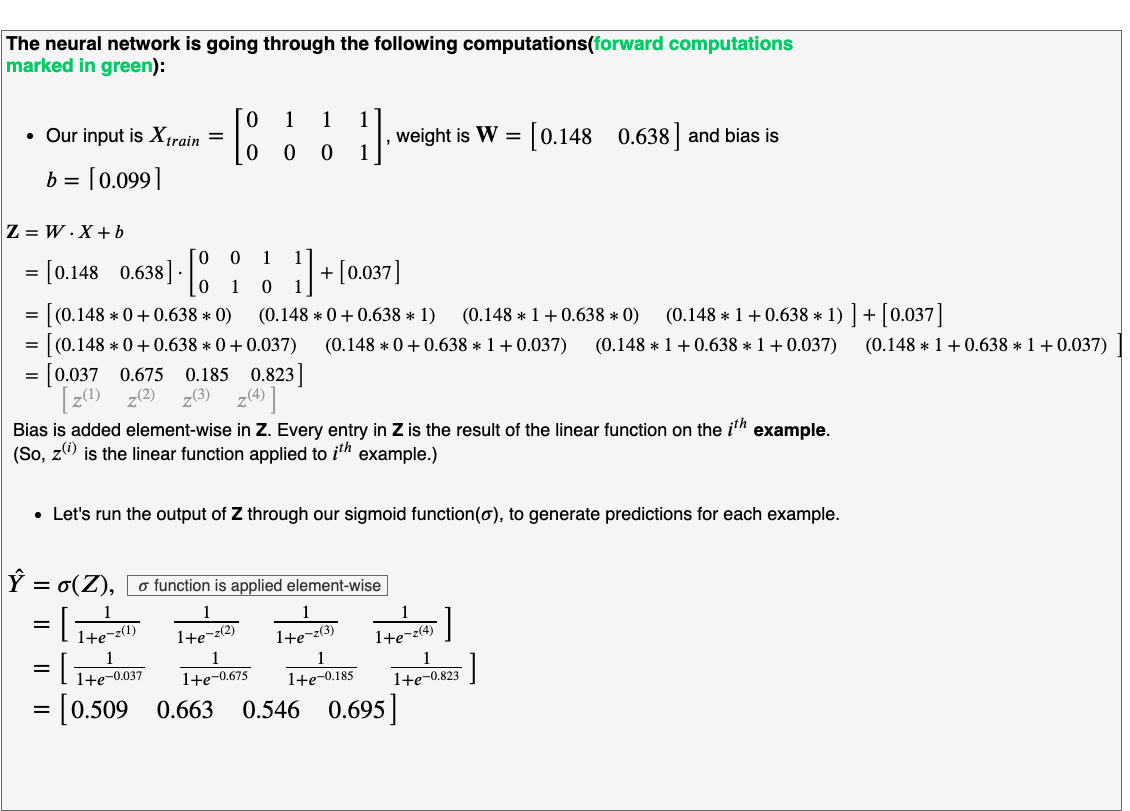 The neural network is going through the following computations(forward computations
marked in green):
• Our input is X_train = [0 1 1 1
0 0 0 1], weight is W = [0.148 0.638] and bias is
b = [0.099]
Z = W · X + b
= [0.148 0.638] · [0 0 1 1
0 1 0 1] + [0.037]
= [(0.148 * 0 + 0.638 * 0) (0.148 * 0 + 0.638 * 1) (0.148 * 1 + 0.638 * 0) (0.148 * 1 + 0.638 * 1) ] + [0.037]
= [(0.148 * 0 + 0.638 * 0 + 0.037) (0.148 * 0 + 0.638 * 1 + 0.037) (0.148 * 1 + 0.638 * 1 + 0.037) (0.148 * 1 + 0.638 * 1 + 0.037) ]
= [0.037 0.675 0.185 0.823]
[ z^(1) z^(2) z^(3) z^(4) ]
Bias is added element-wise in Z. Every entry in Z is the result of the linear function on the i^th example.
(So, z^(i) is the linear function applied to i^th example.)
• Let's run the output of Z through our sigmoid function(σ), to generate predictions for each example.
Ŷ = σ(Z), σ function is applied element-wise
= [ 1/(1+e^−z^(1)) 1/(1+e^−z^(2)) 1/(1+e^−z^(3)) 1/(1+e^−z^(4)) ]
= [ 1/(1+e^−0.037) 1/(1+e^−0.675) 1/(1+e^−0.185) 1/(1+e^−0.823) ]
= [0.509 0.663 0.546 0.695]